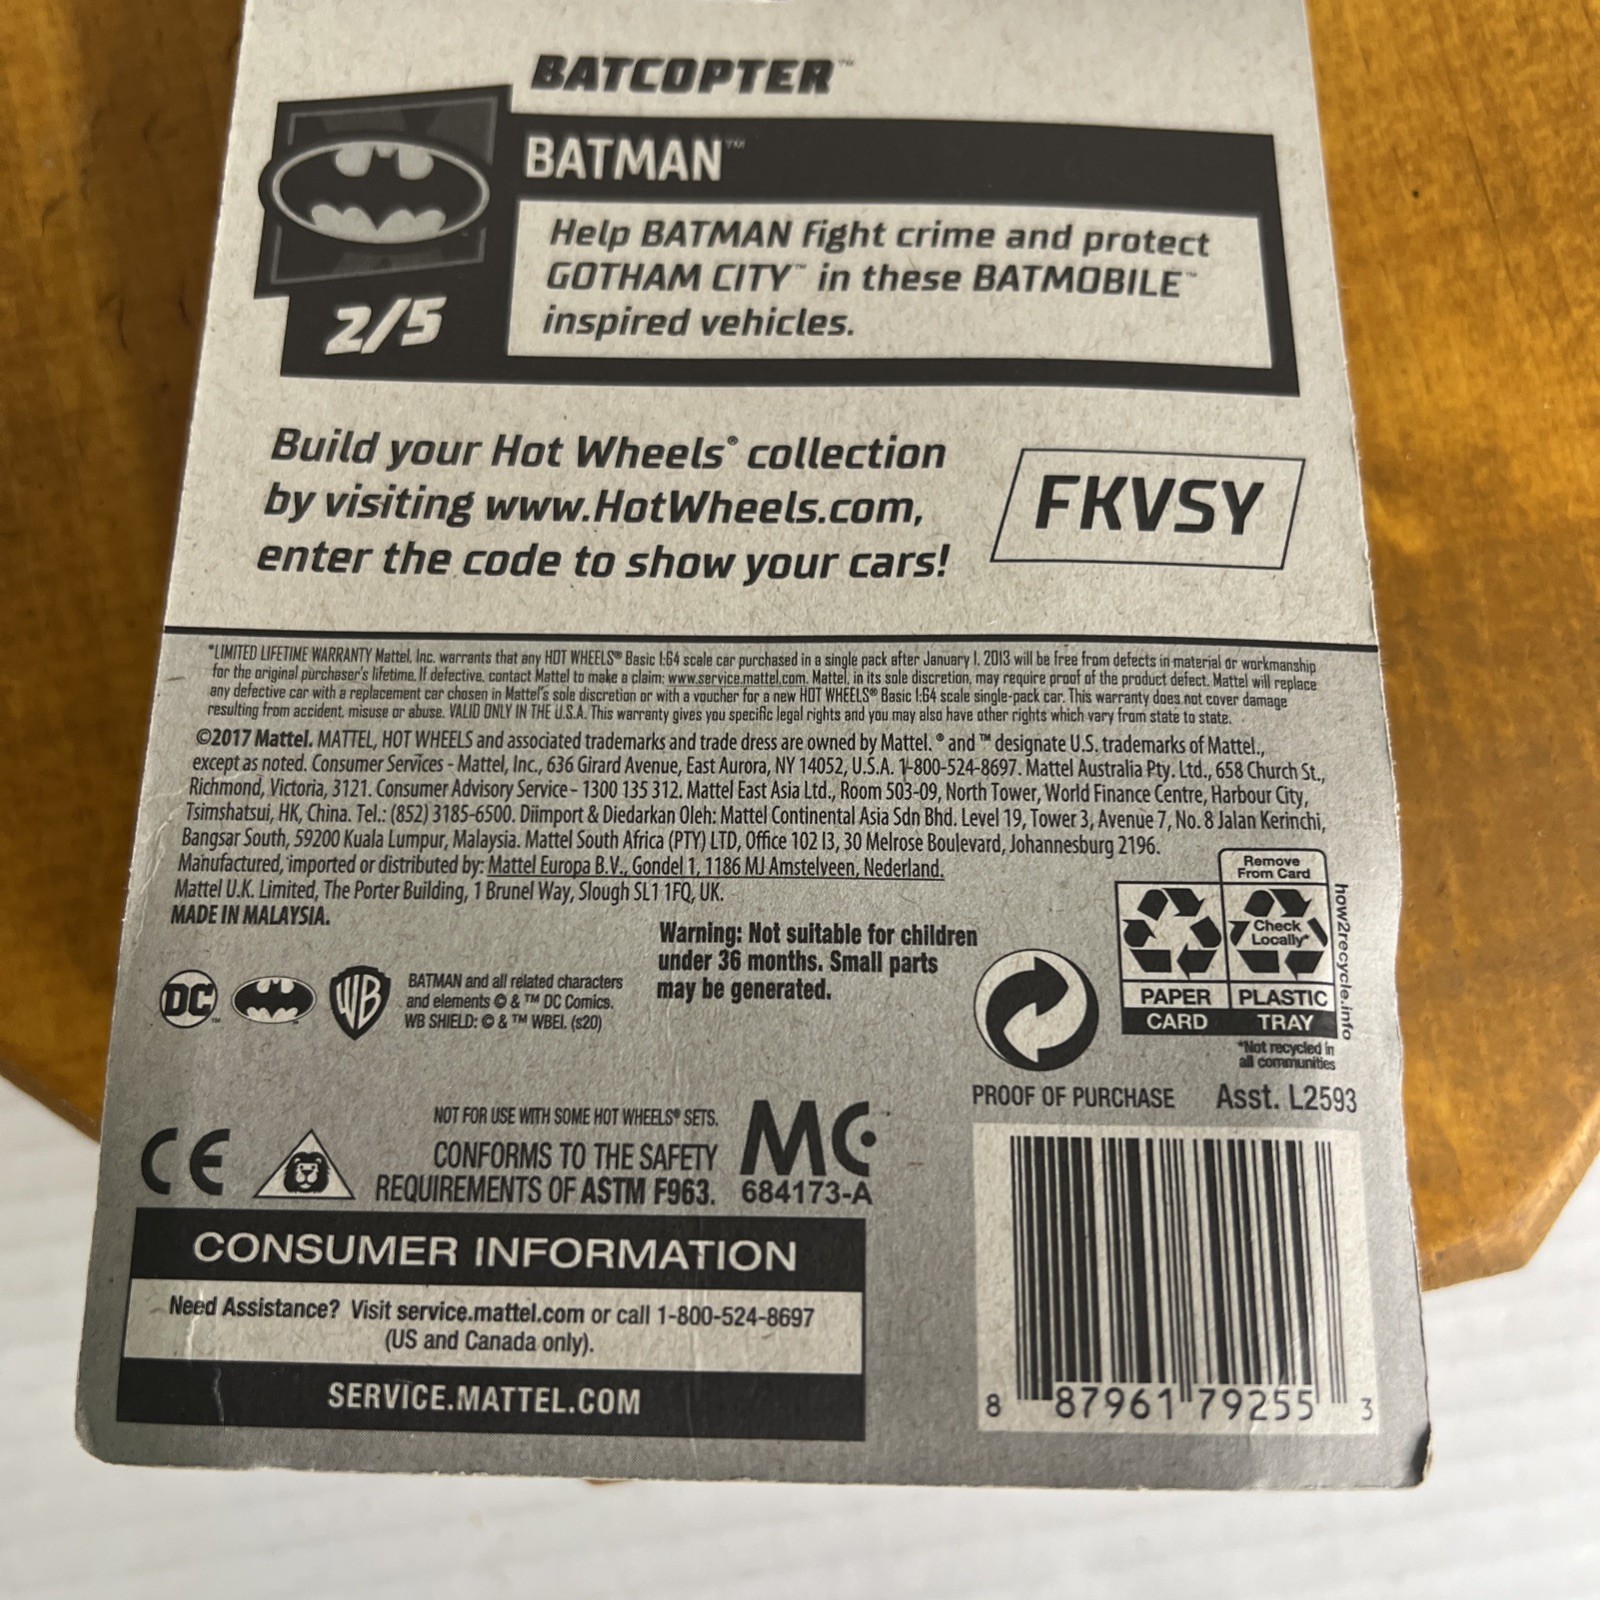 BATCOPTER™
BATMAN™
Help BATMAN fight crime and protect
GOTHAM CITY™ in these BATMOBILE™
inspired vehicles.
2/5
Build your Hot Wheels® collection
by visiting www.HotWheels.com,
enter the code to show your cars!
FKVSY
*LIMITED LIFETIME WARRANTY Mattel, Inc. warrants that any HOT WHEELS® Basic 1:64 scale car purchased in a single pack after January 1, 2013 will be free from defects in material or workmanship
for the original purchaser's lifetime. If defective, contact Mattel to make a claim: www.service.mattel.com. Mattel, in its sole discretion, may require proof of the product defect. Mattel will replace
any defective car with a replacement car chosen in Mattel's sole discretion or with a voucher for a new HOT WHEELS® Basic 1:64 scale single-pack car. This warranty does not cover damage
resulting from accident, misuse or abuse. VALID ONLY IN THE U.S.A. This warranty gives you specific legal rights and you may also have other rights which vary from state to state.
©2017 Mattel. MATTEL, HOT WHEELS and associated trademarks and trade dress are owned by Mattel. ® and ™ designate U.S. trademarks of Mattel.,
except as noted. Consumer Services - Mattel, Inc., 636 Girard Avenue, East Aurora, NY 14052, U.S.A. 1-800-524-8697. Mattel Australia Pty. Ltd., 658 Church St.,
Richmond, Victoria, 3121. Consumer Advisory Service - 1300 135 312. Mattel East Asia Ltd., Room 503-09, North Tower, World Finance Centre, Harbour City,
Tsimshatsui, HK, China. Tel.: (852) 3185-6500. Diimport & Diedarkan Oleh: Mattel Continental Asia Sdn Bhd. Level 19, Tower 3, Avenue 7, No. 8 Jalan Kerinchi,
Bangsar South, 59200 Kuala Lumpur, Malaysia. Mattel South Africa (PTY) LTD, Office 102 I3, 30 Melrose Boulevard, Johannesburg 2196.
Manufactured, imported or distributed by: Mattel Europa B.V., Gondel 1, 1186 MJ Amstelveen, Nederland.
Mattel U.K. Limited, The Porter Building, 1 Brunel Way, Slough SL1 1FQ, UK.
MADE IN MALAYSIA.
Remove
From Card
Check
Locally*
PAPER
CARD
PLASTIC
TRAY
how2recycle.info
*Not recycled in
all communities
Warning: Not suitable for children
under 36 months. Small parts
may be generated.
DC™
WB
BATMAN and all related characters
and elements © & ™ DC Comics.
WB SHIELD: © & ™ WBEI. (s20)
PROOF OF PURCHASE
Asst. L2593
CE
NOT FOR USE WITH SOME HOT WHEELS® SETS.
CONFORMS TO THE SAFETY
REQUIREMENTS OF ASTM F963.
MC
684173-A
CONSUMER INFORMATION
Need Assistance? Visit service.mattel.com or call 1-800-524-8697
(US and Canada only).
SERVICE.MATTEL.COM
8 87961 79255 3